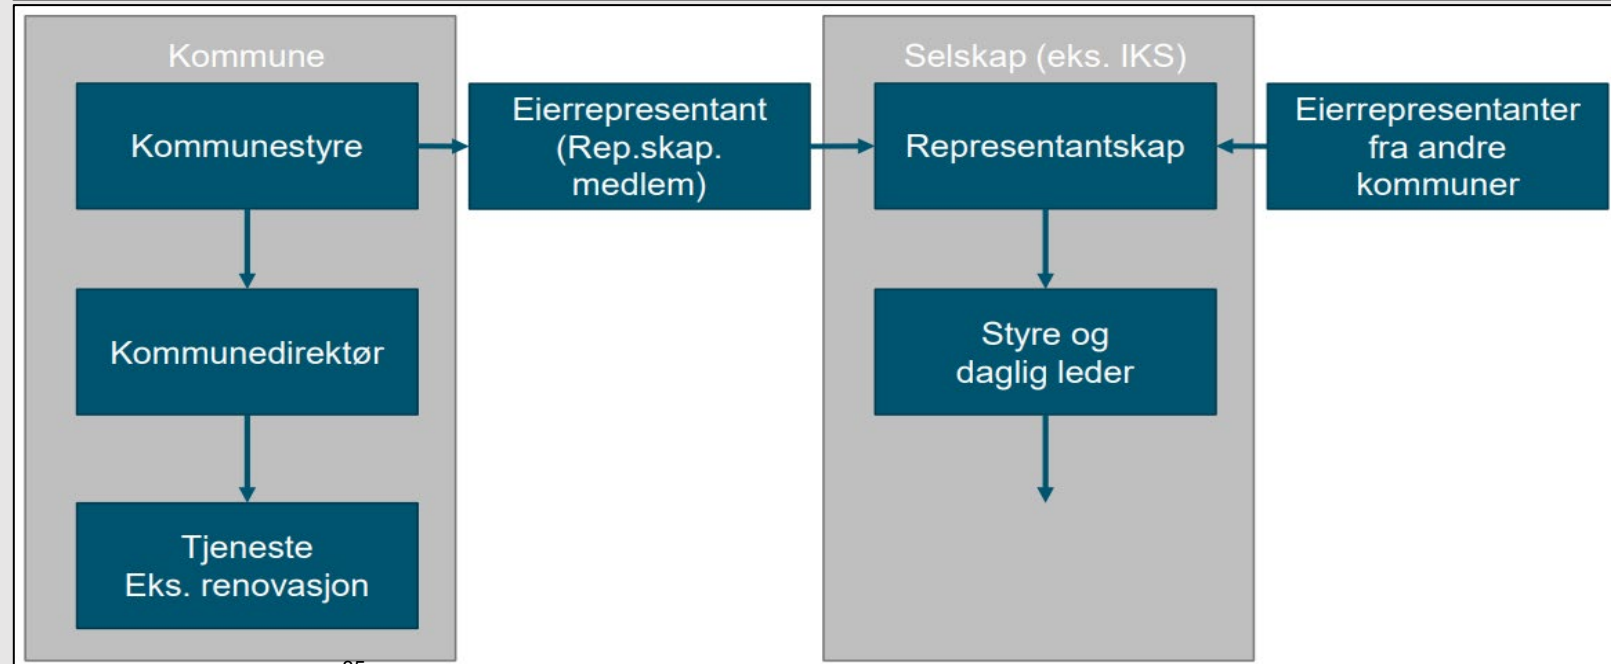 Kommune
Kommunestyre
Kommunedirektør
Tjeneste
Eks. renovasjon
Eierrepresentant
(Rep.skap.
medlem)
Selskap (eks. IKS)
Representantskap
Styre og
daglig leder
Eierrepresentanter
fra andre
kommuner